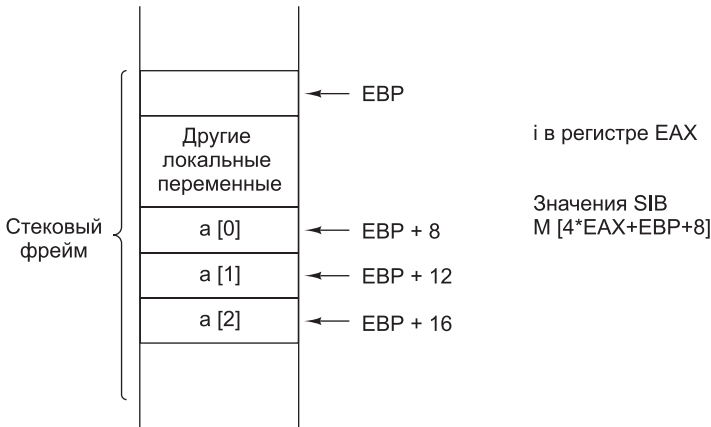 EBP
Другие
локальные
переменные
i в регистре EAX
Значения SIB
M [4*EAX+EBP+8]
Стековый
фрейм
a [0]
EBP + 8
a [1]
EBP + 12
a [2]
EBP + 16